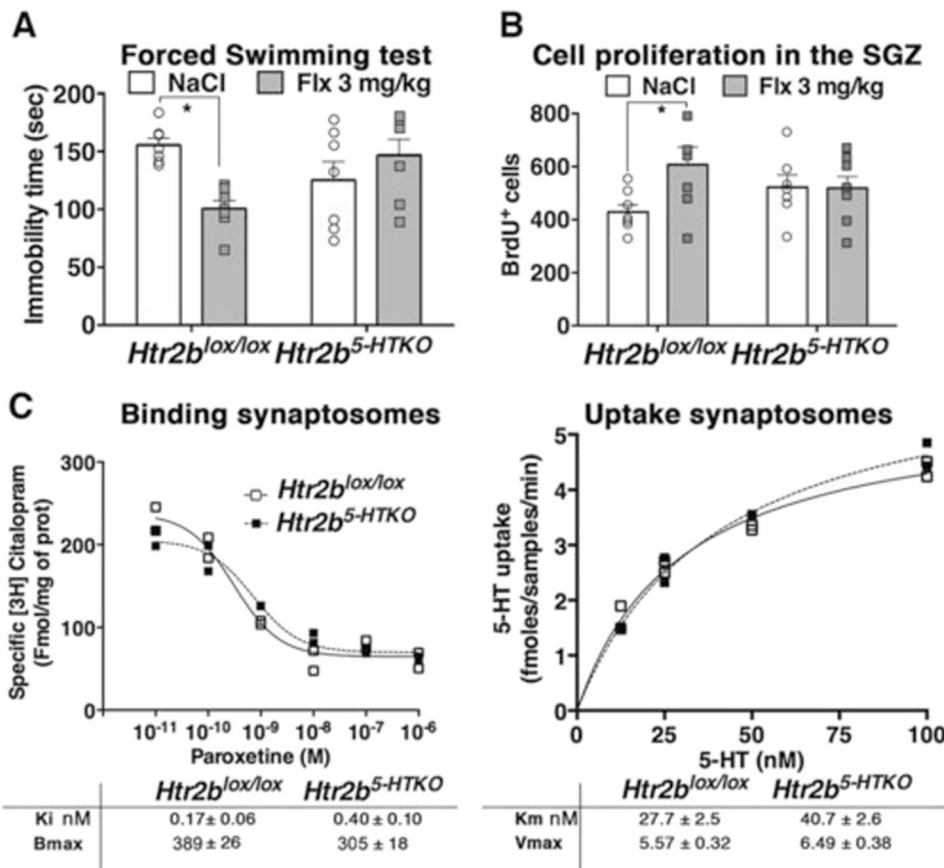 A
Forced Swimming test
NaCl Flx 3 mg/kg
*
Immobility time (sec)
200
150
100
50
0
Htr2b^lox/lox Htr2b^5-HTKO
B
Cell proliferation in the SGZ
NaCl Flx 3 mg/kg
*
BrdU⁺ cells
800
600
400
200
0
Htr2b^lox/lox Htr2b^5-HTKO
C
Binding synaptosomes
Htr2b^lox/lox
Htr2b^5-HTKO
Specific [3H] Citalopram
(Fmol/mg of prot)
300
200
100
0
10⁻¹¹ 10⁻¹⁰ 10⁻⁹ 10⁻⁸ 10⁻⁷ 10⁻⁶
Paroxetine (M)
Htr2b^lox/lox Htr2b^5-HTKO
Ki nM 0.17± 0.06 0.40 ± 0.10
Bmax 389 ± 26 305 ± 18
Uptake synaptosomes
5-HT uptake
(fmoles/samples/min)
5
4
3
2
1
0
0 25 50 75 100
5-HT (nM)
Htr2b^lox/lox Htr2b^5-HTKO
Km nM 27.7 ± 2.5 40.7 ± 2.6
Vmax 5.57 ± 0.32 6.49 ± 0.38